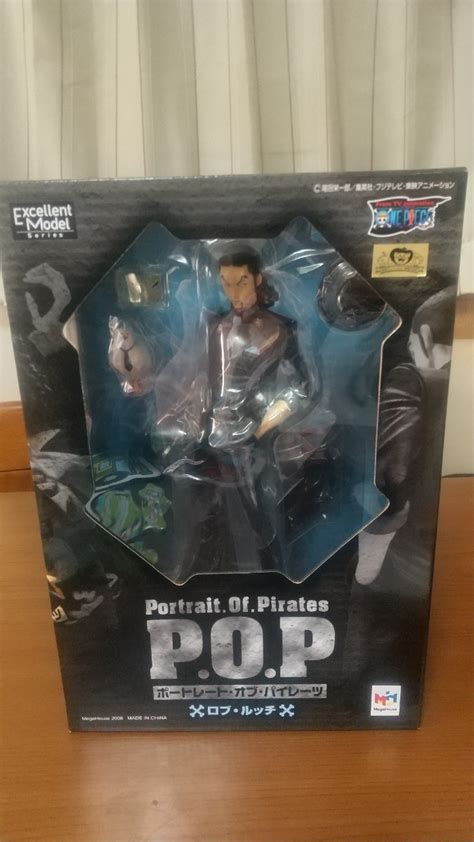 ©尾田栄一郎／集英社・フジテレビ・東映アニメーション
Excellent
Model
Series
From TV animation
ONE PIECE
Portrait.Of.Pirates
P.O.P
ポートレート・オブ・パイレーツ
ロブ・ルッチ
MegaHouse 2008 MADE IN CHINA
MegaHouse